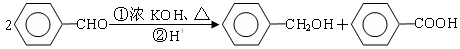 2 CHO ①浓 KOH、△ ②H⁺ CH₂OH + COOH